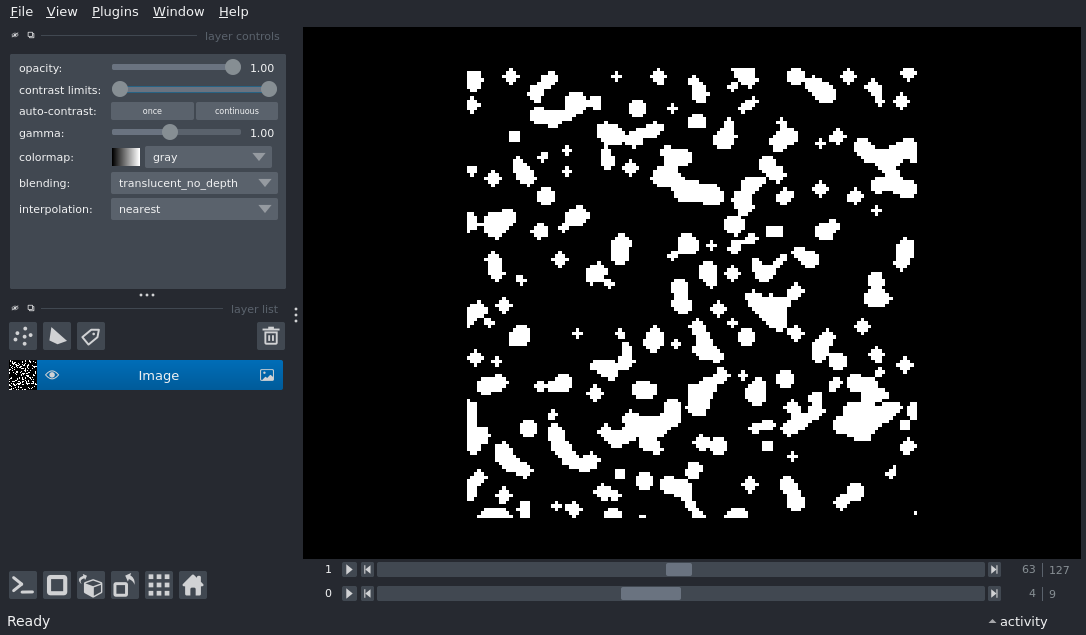 File View Plugins Window Help
layer controls
opacity: 1.00
contrast limits:
auto-contrast: once continuous
gamma: 1.00
colormap: gray
blending: translucent_no_depth
interpolation: nearest
layer list
Image
1 63 127
0 4 9
Ready activity